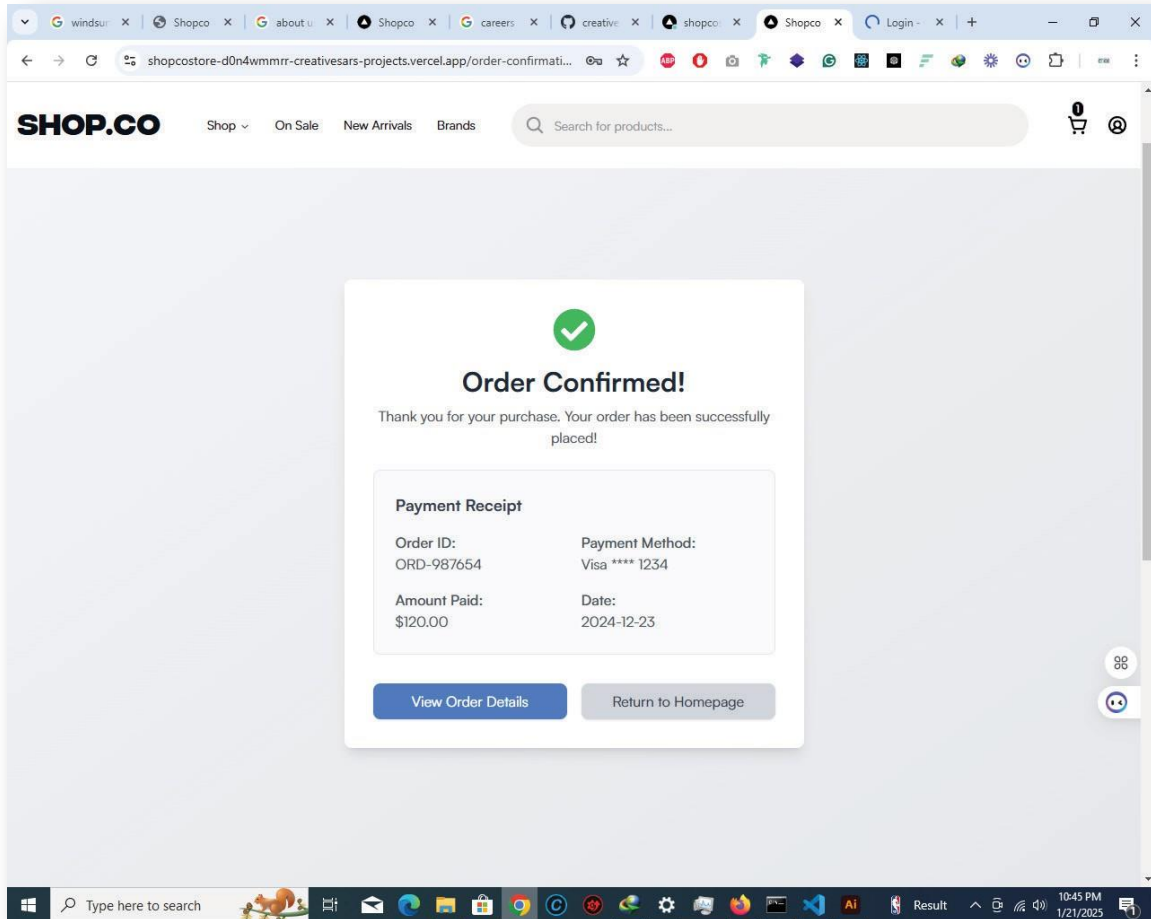 windsur
Shopco
about u
Shopco
careers
creative
shopco
Shopco
Login -
shopcostore-d0n4wmmrr-creativesars-projects.vercel.app/order-confirmati...
ABP
SHOP.CO
Shop
On Sale
New Arrivals
Brands
Search for products...
1
Order Confirmed!
Thank you for your purchase. Your order has been successfully
placed!
Payment Receipt
Order ID:
Payment Method:
ORD-987654
Visa **** 1234
Amount Paid:
Date:
$120.00
2024-12-23
View Order Details
Return to Homepage
Type here to search
Ai
Result
10:45 PM
1/21/2025